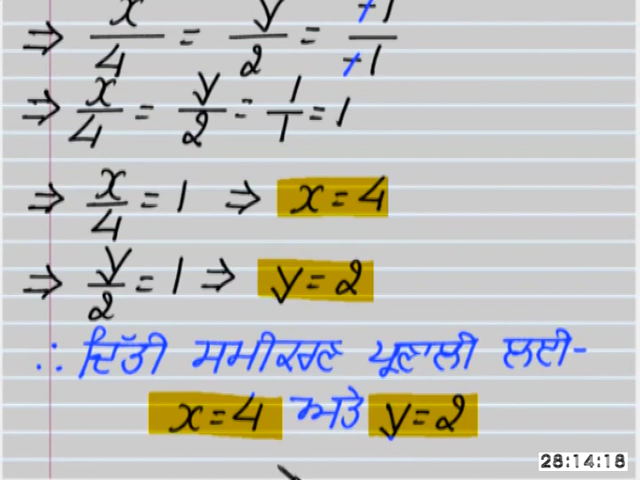 ⇒ x/4 = y/2 = -1/-1
⇒ x/4 = y/2 = 1/1 = 1
⇒ x/4 = 1 ⇒ x = 4
⇒ y/2 = 1 ⇒ y = 2
∴ ਦਿੱਤੀ ਸਮੀਕਰਣ ਪ੍ਰਣਾਲੀ ਲਈ-
x = 4 ਅਤੇ y = 2
28:14:18